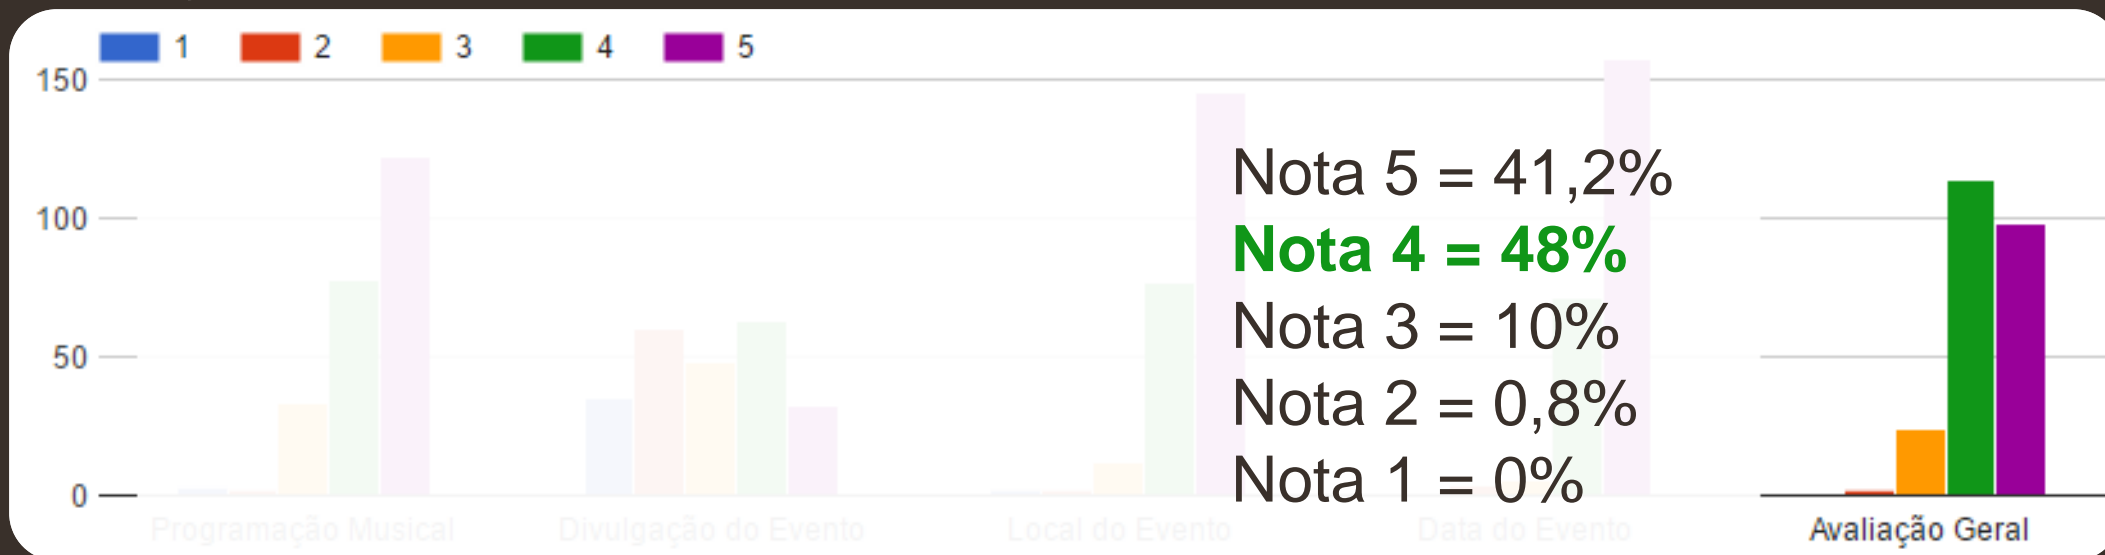 1 2 3 4 5
150
100
50
0
Nota 5 = 41,2%
Nota 4 = 48%
Nota 3 = 10%
Nota 2 = 0,8%
Nota 1 = 0%
Programação Musical Divulgação do Evento Local do Evento Data do Evento Avaliação Geral